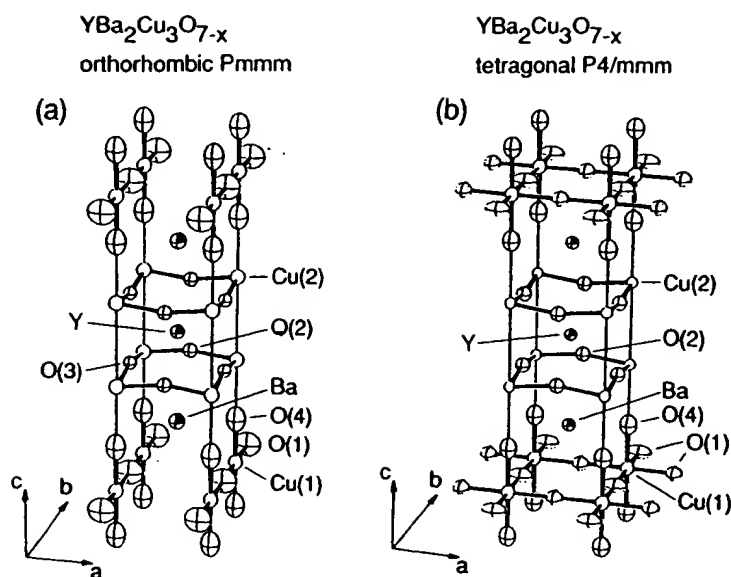 YBa₂Cu₃O₇₋ₓ
orthorhombic Pmmm
(a)
Cu(2)
Y
O(2)
O(3)
Ba
O(4)
O(1)
Cu(1)
c
b
a
YBa₂Cu₃O₇₋ₓ
tetragonal P4/mmm
(b)
Cu(2)
Y
O(2)
Ba
O(4)
O(1)
Cu(1)
c
b
a